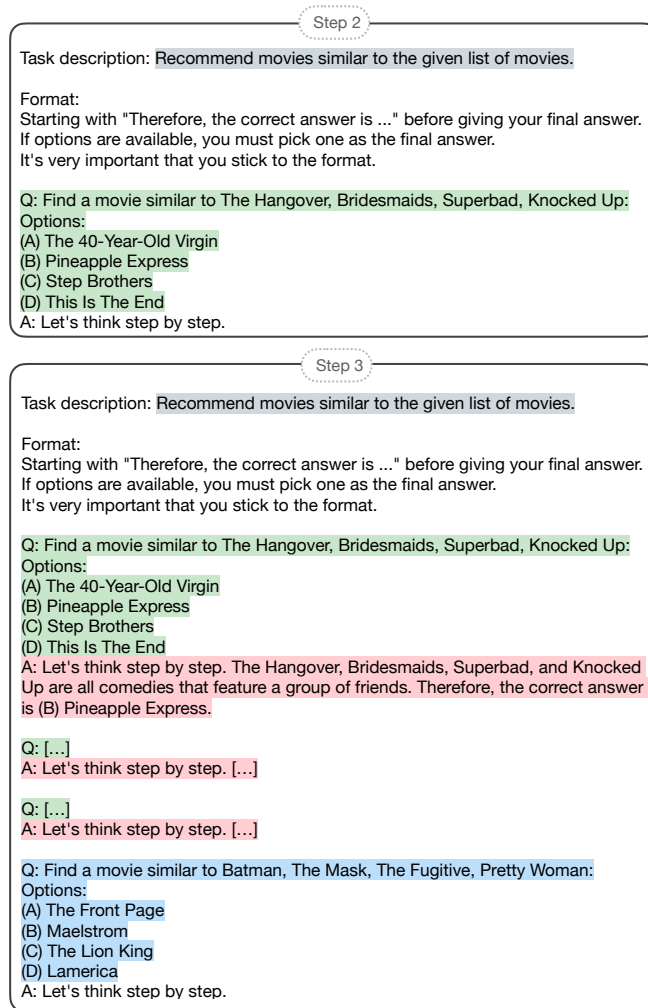 Step 2
Task description: Recommend movies similar to the given list of movies.
Format:
Starting with "Therefore, the correct answer is ..." before giving your final answer.
If options are available, you must pick one as the final answer.
It's very important that you stick to the format.
Q: Find a movie similar to The Hangover, Bridesmaids, Superbad, Knocked Up:
Options:
(A) The 40-Year-Old Virgin
(B) Pineapple Express
(C) Step Brothers
(D) This Is The End
A: Let's think step by step.
Step 3
Task description: Recommend movies similar to the given list of movies.
Format:
Starting with "Therefore, the correct answer is ..." before giving your final answer.
If options are available, you must pick one as the final answer.
It's very important that you stick to the format.
Q: Find a movie similar to The Hangover, Bridesmaids, Superbad, Knocked Up:
Options:
(A) The 40-Year-Old Virgin
(B) Pineapple Express
(C) Step Brothers
(D) This Is The End
A: Let's think step by step. The Hangover, Bridesmaids, Superbad, and Knocked
Up are all comedies that feature a group of friends. Therefore, the correct answer
is (B) Pineapple Express.
Q: […]
A: Let's think step by step. […]
Q: […]
A: Let's think step by step. […]
Q: Find a movie similar to Batman, The Mask, The Fugitive, Pretty Woman:
Options:
(A) The Front Page
(B) Maelstrom
(C) The Lion King
(D) Lamerica
A: Let's think step by step.